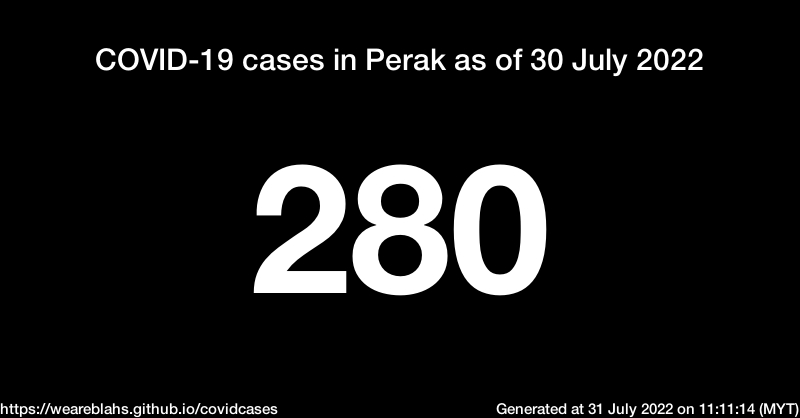 COVID-19 cases in Perak as of 30 July 2022
280
https://weareblahs.github.io/covidcases
Generated at 31 July 2022 on 11:11:14 (MYT)